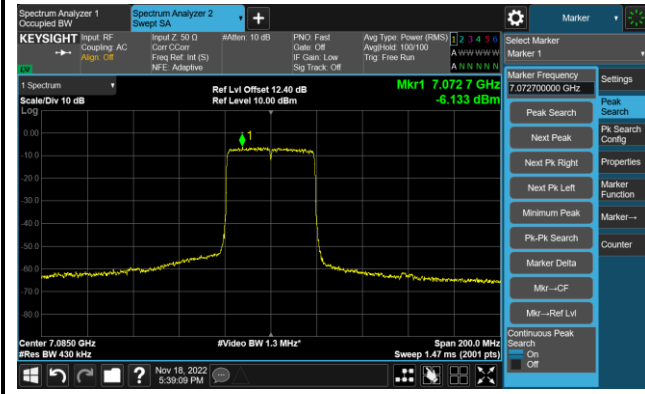 Spectrum Analyzer 1
Occupied BW
Spectrum Analyzer 2
Swept SA
+
Marker
KEYSIGHT
Input: RF
Coupling: AC
Align: Off
Input Z: 50 Ω
Corr CCorr
Freq Ref: Int (S)
NFE: Adaptive
#Atten: 10 dB
PNO: Fast
Gate: Off
IF Gain: Low
Sig Track: Off
Avg Type: Power (RMS)
Avg|Hold: 100/100
Trig: Free Run
1 2 3 4 5 6
A W W W W W
A N N N N N
Select Marker
Marker 1
1 Spectrum
Scale/Div 10 dB
Log
Ref Lvl Offset 12.40 dB
Ref Level 10.00 dBm
Mkr1 7.072 7 GHz
-6.133 dBm
0.00
-10.0
-20.0
-30.0
-40.0
-50.0
-60.0
-70.0
-80.0
1
Center 7.0850 GHz
#Res BW 430 kHz
#Video BW 1.3 MHz*
Span 200.0 MHz
Sweep 1.47 ms (2001 pts)
Marker Frequency
7.072700000 GHz
Peak Search
Next Peak
Next Pk Right
Next Pk Left
Minimum Peak
Pk-Pk Search
Marker Delta
Mkr→CF
Mkr→Ref Lvl
Continuous Peak
Search
On
Off
Settings
Peak
Search
Pk Search
Config
Properties
Marker
Function
Marker→
Counter
?
Nov 18, 2022
5:39:09 PM